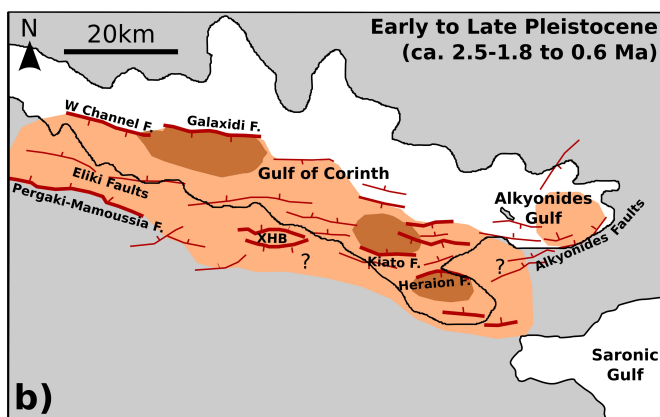 N
20km
Early to Late Pleistocene
(ca. 2.5-1.8 to 0.6 Ma)
W Channel F.
Galaxidi F.
Gulf of Corinth
Eliki Faults
Pergaki-Mamoussia F.
Alkyonides
Gulf
Alkyonides Faults
XHB
?
Kiato F.
?
Heraion F.
Saronic
Gulf
b)